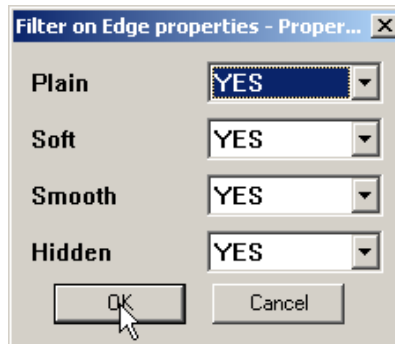 Filter on Edge properties - Proper...
Plain YES
Soft YES
Smooth YES
Hidden YES
OK Cancel